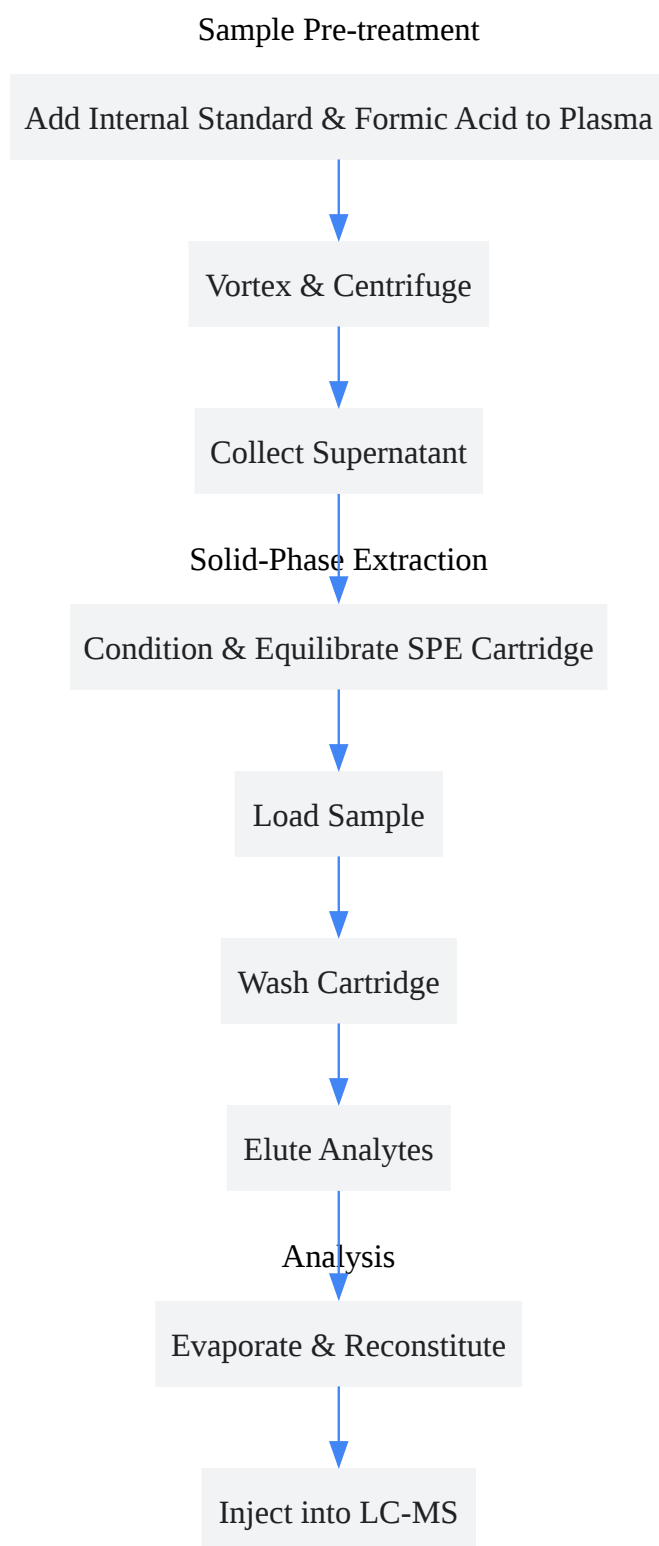 Sample Pre-treatment
Add Internal Standard & Formic Acid to Plasma
Vortex & Centrifuge
Collect Supernatant
Solid-Phase Extraction
Condition & Equilibrate SPE Cartridge
Load Sample
Wash Cartridge
Elute Analytes
Analysis
Evaporate & Reconstitute
Inject into LC-MS